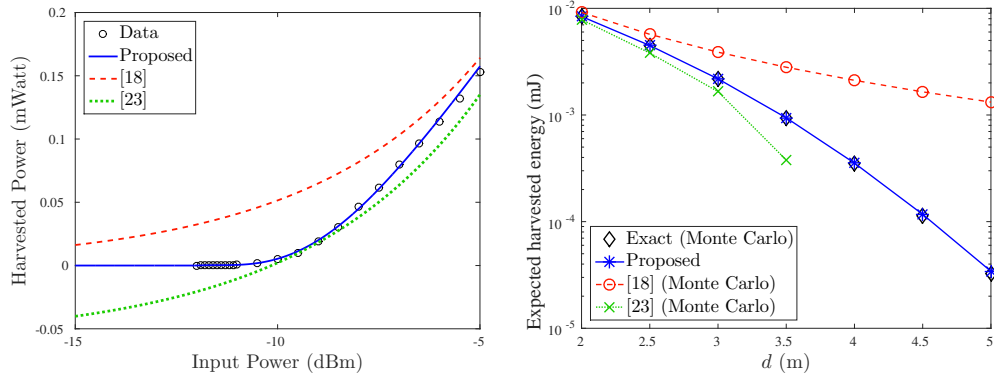 Data
Proposed
[18]
[23]
0.15
0.1
0.05
0
-0.05
Harvested Power (mWatt)
-15
-10
-5
Input Power (dBm)
10-2
10-3
10-4
10-5
Expected harvested energy (mJ)
Exact (Monte Carlo)
Proposed
[18] (Monte Carlo)
[23] (Monte Carlo)
2
2.5
3
3.5
4
4.5
5
d (m)